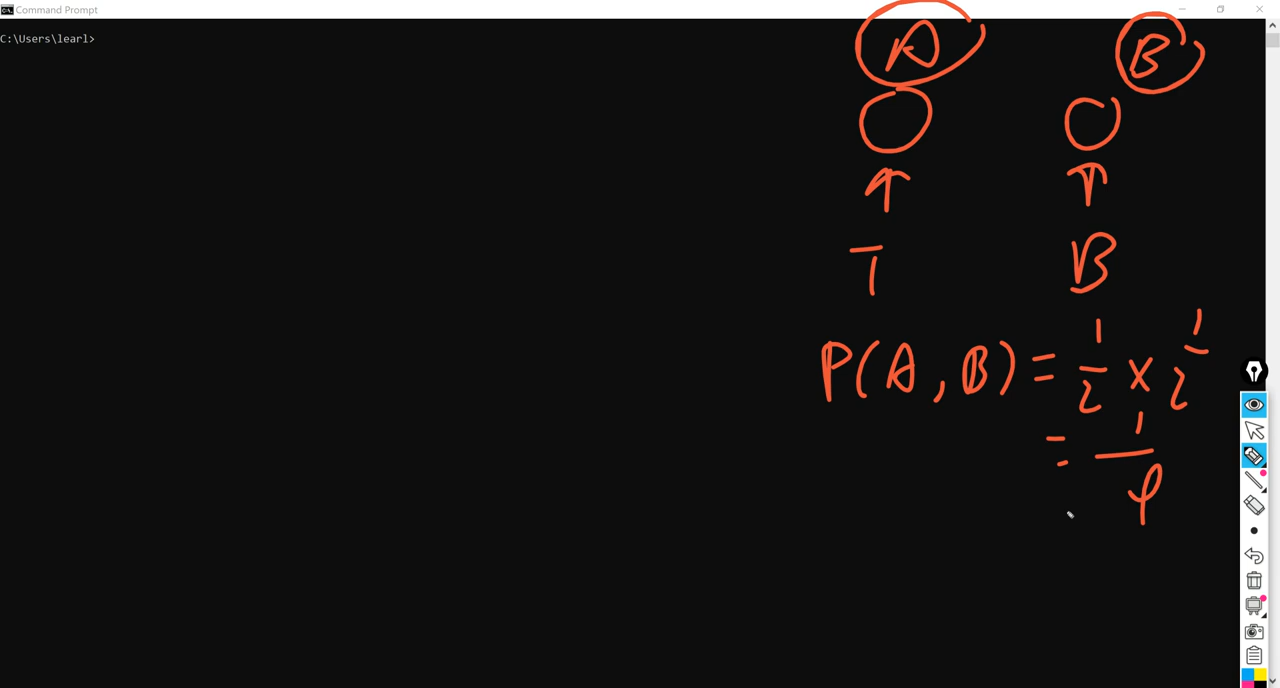 Command Prompt
C:\Users\learl>
A B
T B
P(A, B) = 1/2 x 1/2
= 1/4